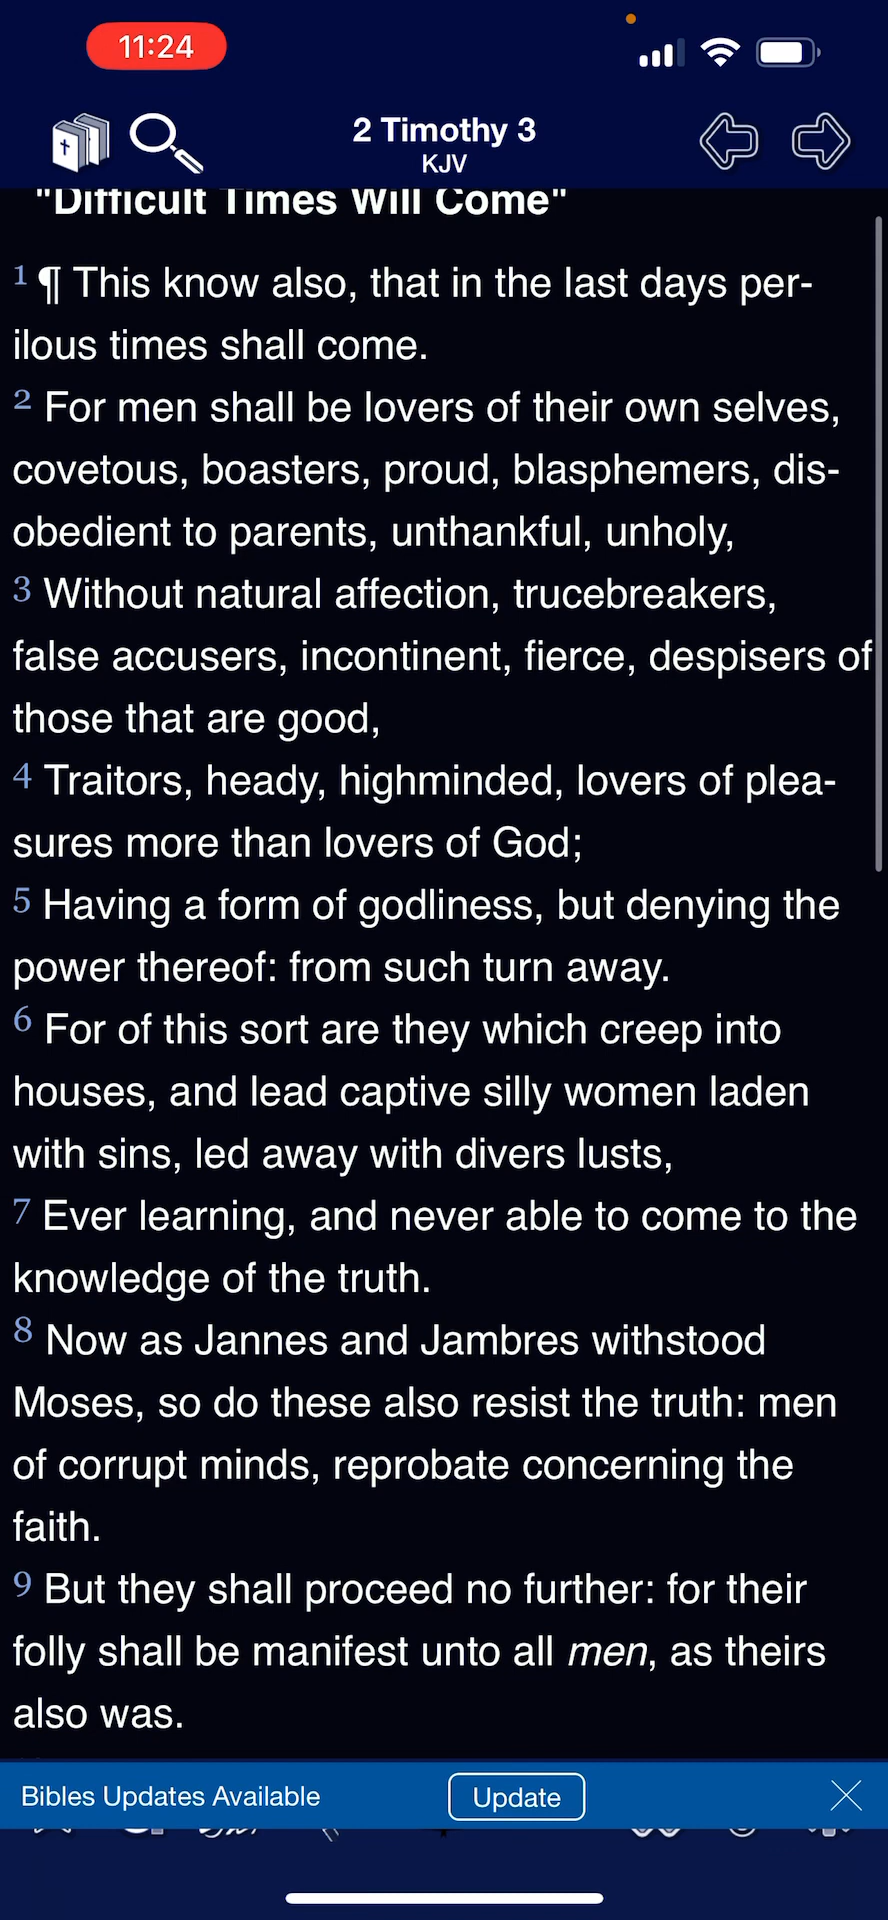 11:24
2 Timothy 3
KJV
"Difficult Times Will Come"
1 ¶ This know also, that in the last days per-
ilous times shall come.
2 For men shall be lovers of their own selves,
covetous, boasters, proud, blasphemers, dis-
obedient to parents, unthankful, unholy,
3 Without natural affection, trucebreakers,
false accusers, incontinent, fierce, despisers of
those that are good,
4 Traitors, heady, highminded, lovers of plea-
sures more than lovers of God;
5 Having a form of godliness, but denying the
power thereof: from such turn away.
6 For of this sort are they which creep into
houses, and lead captive silly women laden
with sins, led away with divers lusts,
7 Ever learning, and never able to come to the
knowledge of the truth.
8 Now as Jannes and Jambres withstood
Moses, so do these also resist the truth: men
of corrupt minds, reprobate concerning the
faith.
9 But they shall proceed no further: for their
folly shall be manifest unto all men, as theirs
also was.
Bibles Updates Available
Update